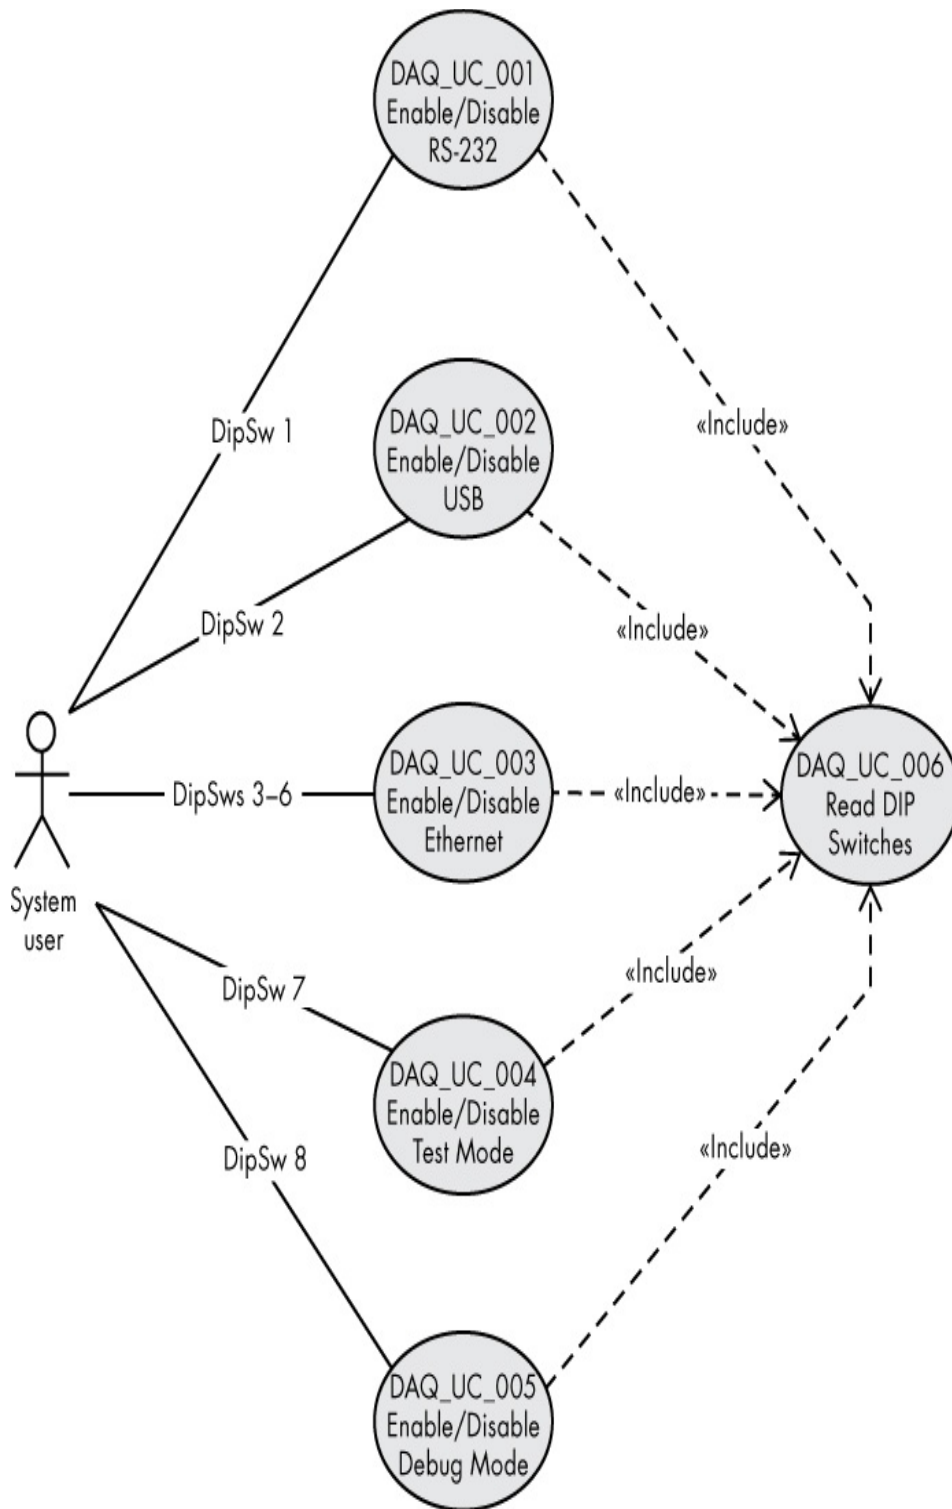 DAQ_UC_001
Enable/Disable
RS-232
DipSw 1
«Include»
DAQ_UC_002
Enable/Disable
USB
DipSw 2
«Include»
DAQ_UC_003
Enable/Disable
Ethernet
DipSws 3–6
«Include»
DAQ_UC_006
Read DIP
Switches
System
user
DipSw 7
«Include»
DAQ_UC_004
Enable/Disable
Test Mode
DipSw 8
«Include»
DAQ_UC_005
Enable/Disable
Debug Mode